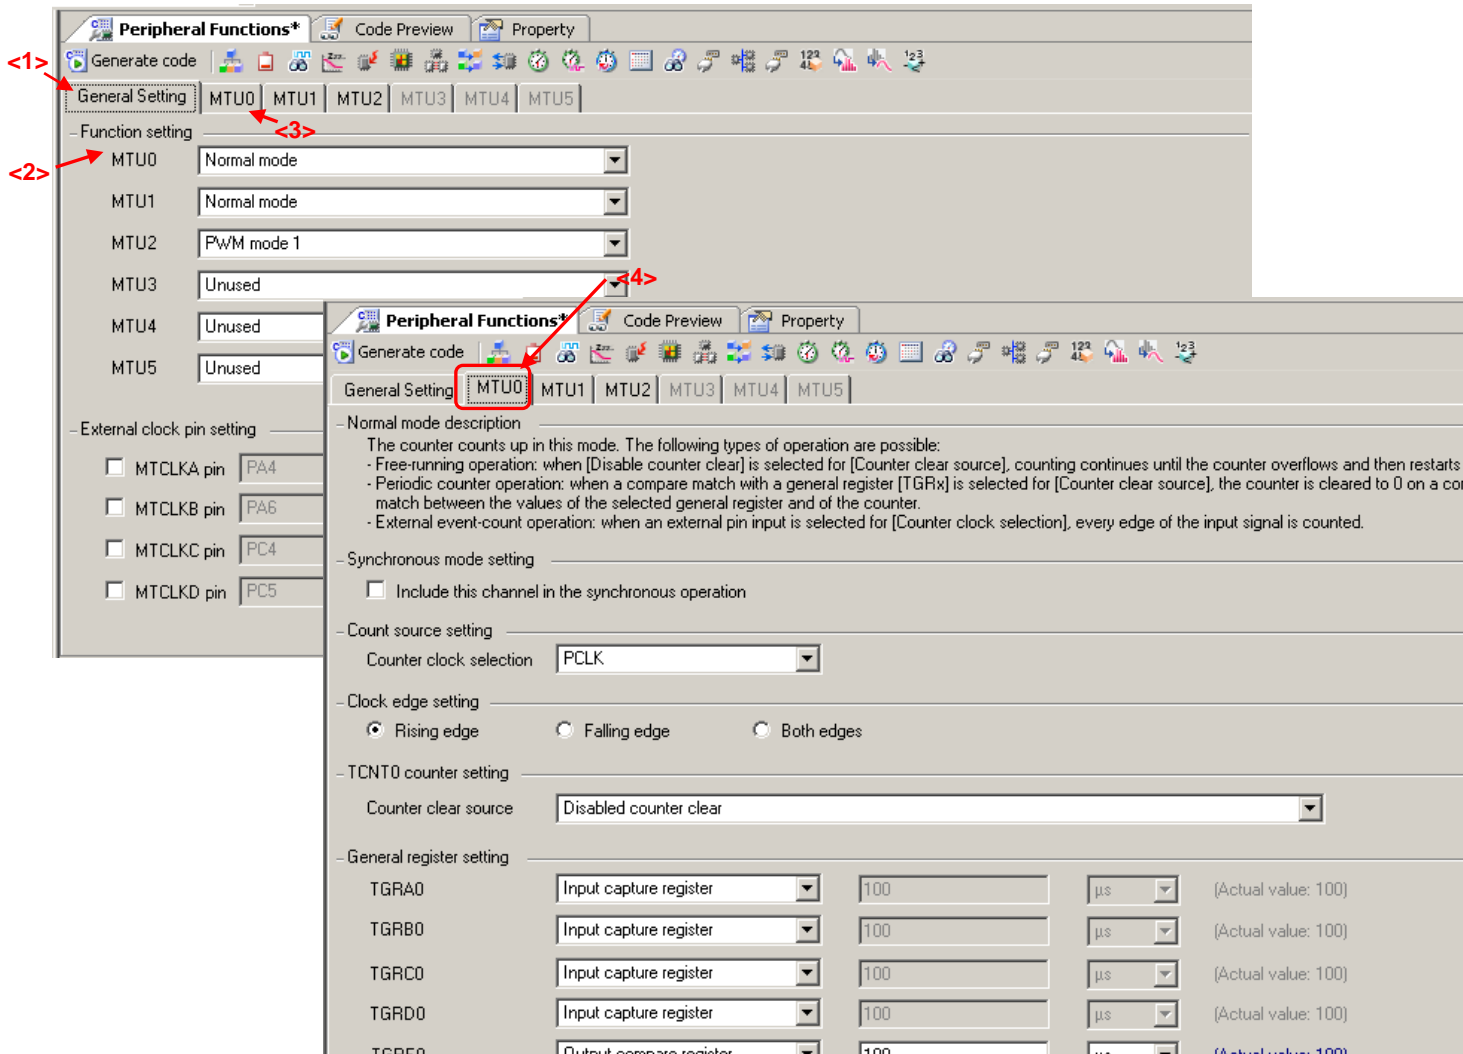 Peripheral Functions* Code Preview Property
<1> Generate code
General Setting MTU0 MTU1 MTU2 MTU3 MTU4 MTU5
<3>
Function setting
<2> MTU0 Normal mode
MTU1 Normal mode
MTU2 PWM mode 1
MTU3 Unused
<4>
MTU4 Unused
MTU5 Unused
External clock pin setting
MTCLKA pin PA4
MTCLKB pin PA6
MTCLKC pin PC4
MTCLKD pin PC5
Peripheral Functions* Code Preview Property
Generate code
General Setting MTU0 MTU1 MTU2 MTU3 MTU4 MTU5
Normal mode description
The counter counts up in this mode. The following types of operation are possible:
- Free-running operation: when [Disable counter clear] is selected for [Counter clear source], counting continues until the counter overflows and then restarts
- Periodic counter operation: when a compare match with a general register [TGRx] is selected for [Counter clear source], the counter is cleared to 0 on a co
match between the values of the selected general register and of the counter.
- External event-count operation: when an external pin input is selected for [Counter clock selection], every edge of the input signal is counted.
Synchronous mode setting
Include this channel in the synchronous operation
Count source setting
Counter clock selection PCLK
Clock edge setting
Rising edge Falling edge Both edges
TCNT0 counter setting
Counter clear source Disabled counter clear
General register setting
TGRA0 Input capture register 100 µs (Actual value: 100)
TGRB0 Input capture register 100 µs (Actual value: 100)
TGRC0 Input capture register 100 µs (Actual value: 100)
TGRD0 Input capture register 100 µs (Actual value: 100)
Output compare register 100 µs (Actual value: 100)